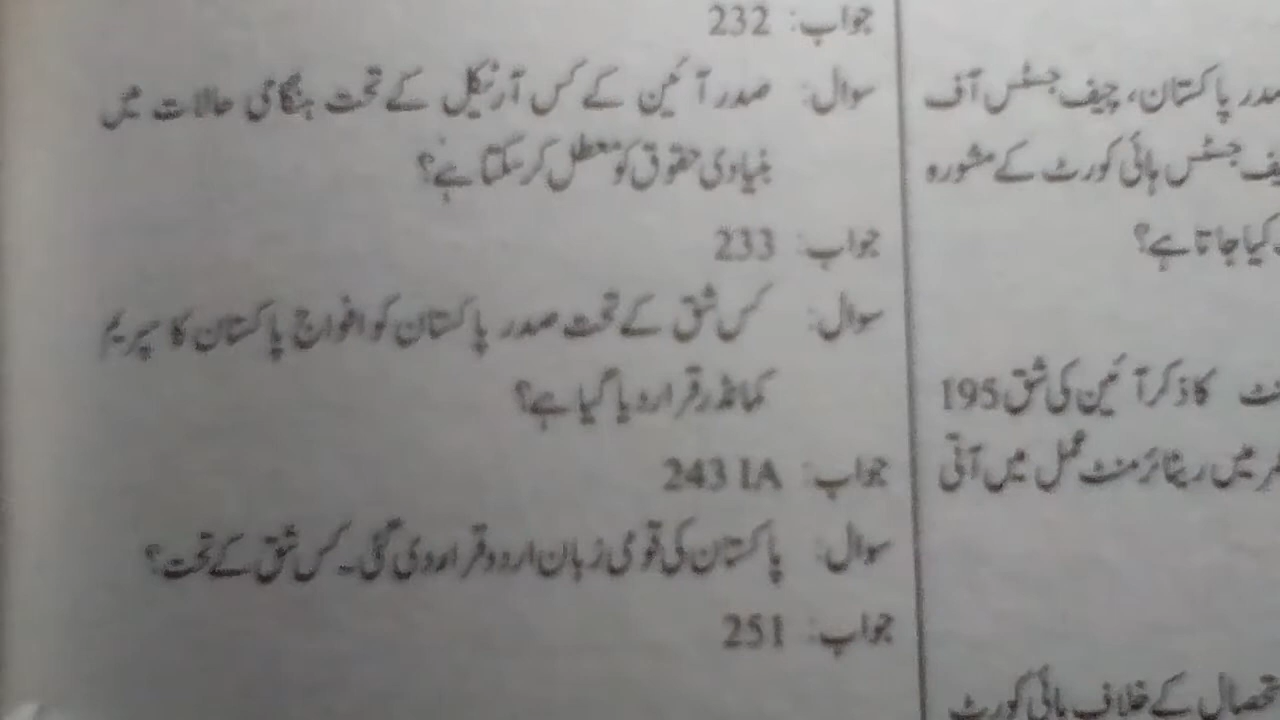 صدر پاکستان، چیف جسٹس آف
چیف جسٹس ہائی کورٹ کے مشورہ
کیا جاتا ہے؟
کا ذکر آئین کی شق 195
میں ریٹائرمنٹ عمل میں آتی
کے خلاف ہائی کورٹ
جواب: 232
سوال: صدر آئین کے کس آرٹیکل کے تحت ہنگامی حالات میں
بنیادی حقوق کو معطل کر سکتا ہے؟
جواب: 233
سوال: کس شق کے تحت صدر پاکستان کو افواج پاکستان کا سپریم
کمانڈر قرار دیا گیا ہے؟
جواب: 243 IA
سوال: پاکستان کی قومی زبان اردو قرار دی گئی۔ کس شق کے تحت؟
جواب: 251